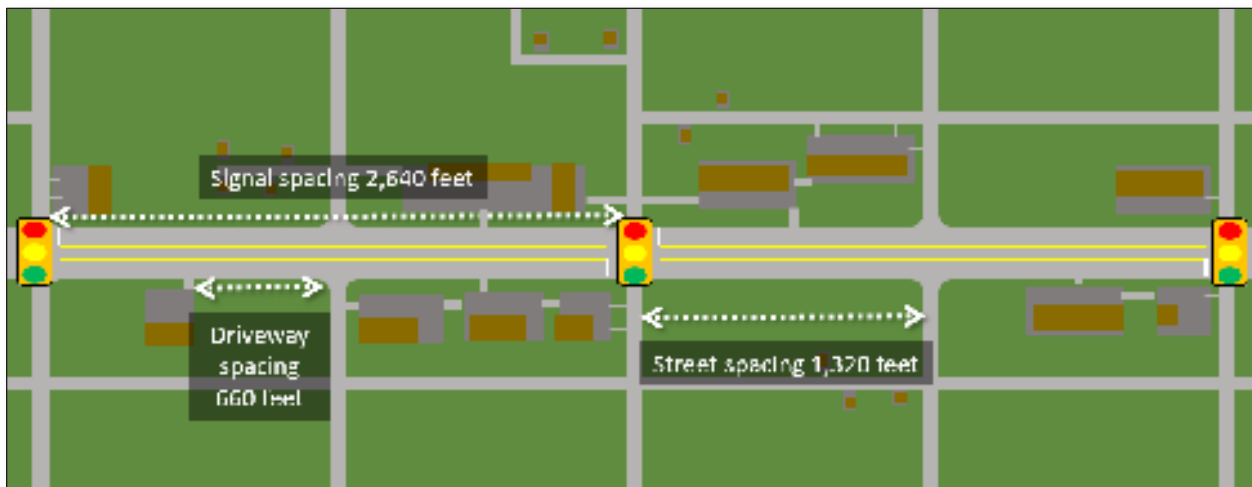 Signal spacing 2,640 feet
Driveway
spacing
660 feet
Street spacing 1,320 feet